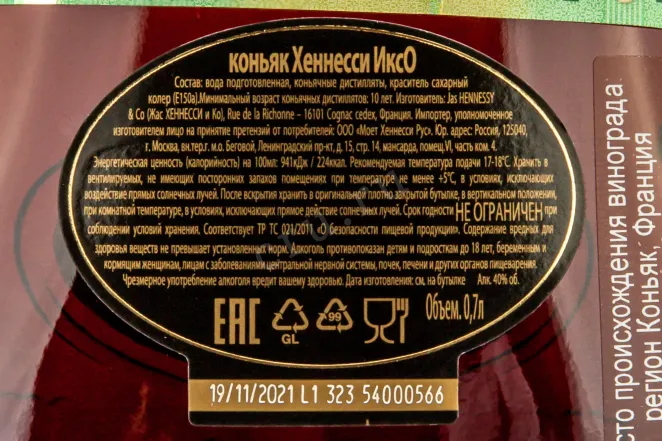 коньяк Хеннесси ИксО
Состав: вода подготовленная, коньячные дистилляты, краситель сахарный
колер (Е150а).Минимальный возраст коньячных дистиллятов: 10 лет. Изготовитель: Jas HENNESSY
& Co (Жас ХЕННЕССИ и Ко), Rue de la Richonne - 16101 Cognac cedex, Франция. Импортер, уполномоченное
изготовителем лицо на принятие претензий от потребителей: ООО «Моет Хеннесси Рус». Юр. адрес: Россия, 125040,
г. Москва, вн.тер.г. м.о. Беговой, Ленинградский пр-кт, д. 15, стр. 14, мансарда, помещ.VI, часть ком. 4.
Энергетическая ценность (калорийность) на 100мл: 941кДж / 224ккал. Рекомендуемая температура подачи 17-18°С. Хранить в
вентилируемых, не имеющих посторонних запахов помещениях при температуре не менее +5°С, в условиях, исключающих
воздействие прямых солнечных лучей. После вскрытия хранить в оригинальной плотно закрытой бутылке, в вертикальном положении,
при комнатной температуре, в условиях, исключающих прямое действие солнечных лучей. Срок годности НЕ ОГРАНИЧЕН при
соблюдении условий хранения. Соответствует ТР ТС 021/2011 «О безопасности пищевой продукции». Содержание вредных для
здоровья веществ не превышает установленных норм. Алкоголь противопоказан детям и подросткам до 18 лет, беременным и
кормящим женщинам, лицам с заболеваниями центральной нервной системы, почек, печени и других органов пищеварения.
Чрезмерное употребление алкоголя вредит вашему здоровью. Дата изготовления: см. на бутылке Алк. 40% об.
ЕАС GL 99 Объем. 0,7л
19/11/2021 L1 323 54000566
сто происхождения винограда
регион Коньяк, Франция